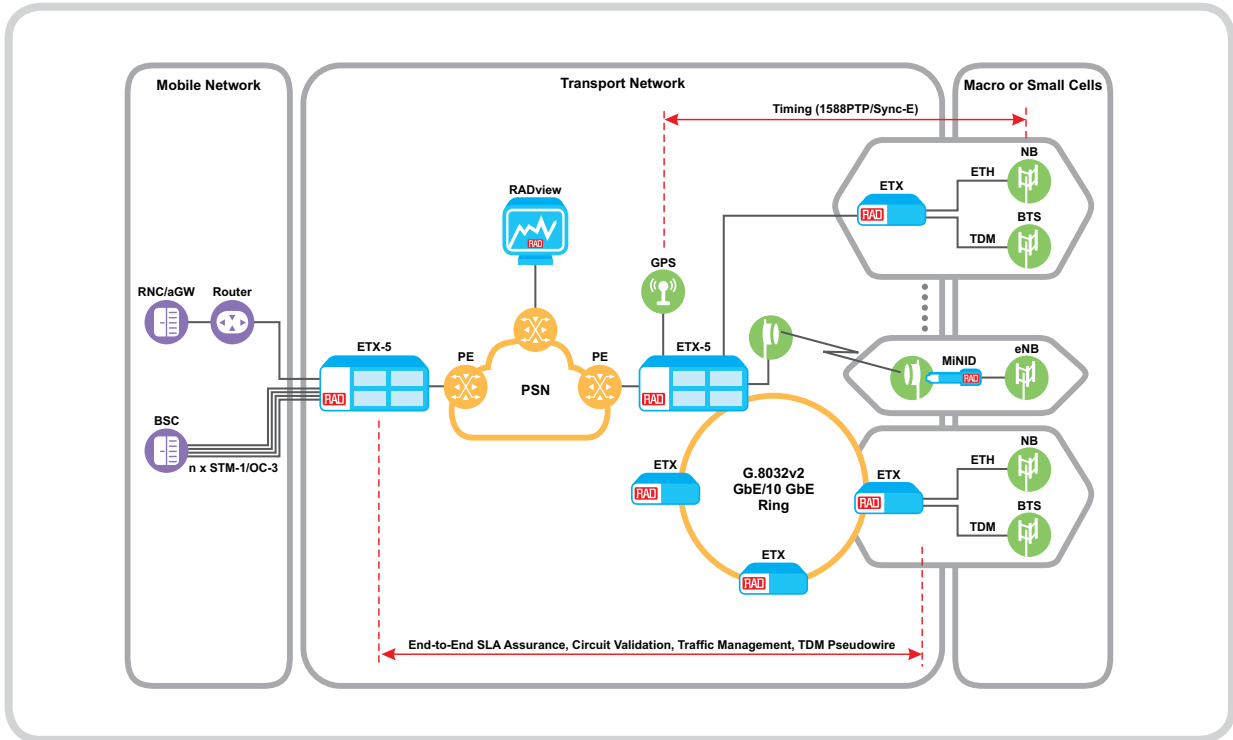 Mobile Network
Transport Network
Macro or Small Cells
Timing (1588PTP/Sync-E)
NB
ETH
ETX
RAD
BTS
TDM
RADview
RAD
GPS
RNC/aGW
Router
ETX-5
RAD
PE
PSN
PE
ETX-5
RAD
MiNID
RAD
eNB
BSC
n x STM-1/OC-3
ETX
RAD
G.8032v2
GbE/10 GbE
Ring
ETX
RAD
NB
ETH
BTS
TDM
ETX
RAD
End-to-End SLA Assurance, Circuit Validation, Traffic Management, TDM Pseudowire